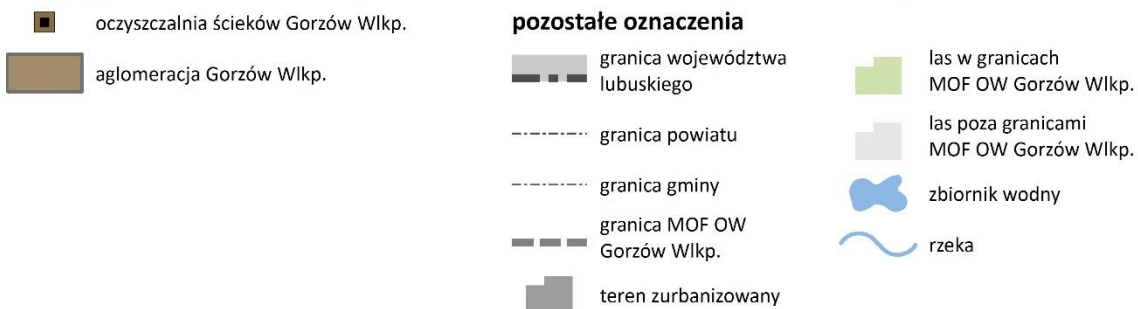 oczyszczalnia ścieków Gorzów Wlkp.
aglomeracja Gorzów Wlkp.
pozostałe oznaczenia
granica województwa
lubuskiego
granica powiatu
granica gminy
granica MOF OW
Gorzów Wlkp.
teren zurbanizowany
las w granicach
MOF OW Gorzów Wlkp.
las poza granicami
MOF OW Gorzów Wlkp.
zbiornik wodny
rzeka